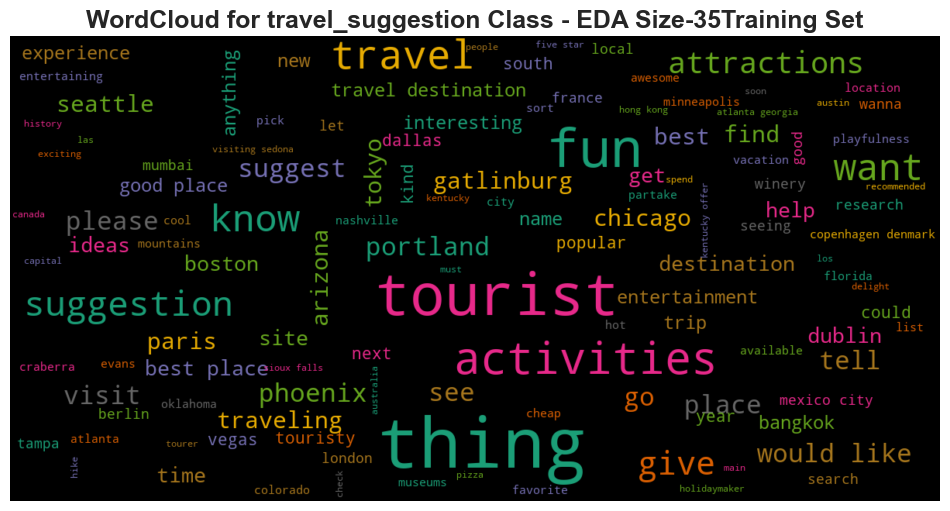 WordCloud for travel_suggestion Class - EDA Size-35Training Set
experience
new
travel
people
five star
south
local
attractions
entertaining
anything
awesome
location
seattle
travel destination
france
minneapolis
wanna
soon
austin
history
pick
let
interesting
sort
hong kong
atlanta georgia
las
dallas
fun
best
find
good
playfulness
exciting
visiting sedona
mumbai
suggest
tokyo
kind
vacation
want
good place
gatlinburg
get
spend
winery
recommended
kentucky
city
partake
canada
please
cool
know
nashville
name
chicago
kentucky offer
help
research
seeing
ideas
mountains
portland
popular
copenhagen denmark
capital
boston
arizona
must
destination
los
florida
delight
suggestion
tourist
entertainment
could
hot
trip
list
paris
site
next
activities
available
dublin
craberra
evans
best place
sioux falls
australia
tell
visit
phoenix
see
go
place
mexico city
berlin
oklahoma
traveling
cheap
year
bangkok
tampa
atlanta
tourer
vegas
touristy
thing
london
would like
hike
time
check
museums
pizza
give
main
search
colorado
favorite
holidaymaker